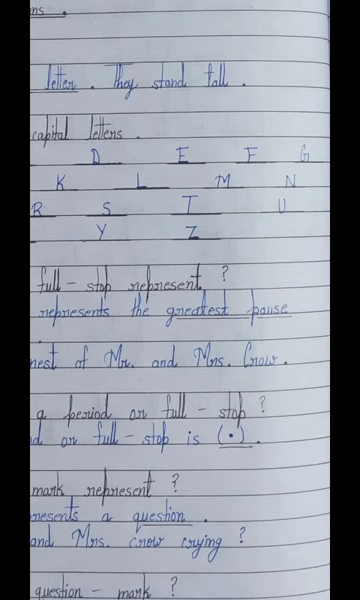 ns .
letter . They stand tall .
capital letters .
D E F G
K L M N
R S T U
Y Z
full - stop represent ?
represents the greatest pause
.
nest of Mr. and Mrs. Crow .
a period or full - stop ?
d or full - stop is (.) .
mark represent ?
resents a question .
and Mrs. crow crying ?
question - mark ?